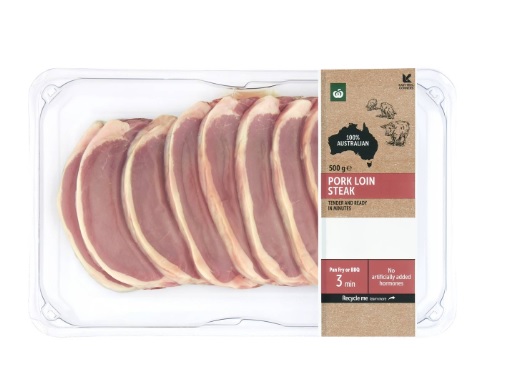 100%
AUSTRALIAN
500 g e
PORK LOIN
STEAK
TENDER AND READY
IN MINUTES
Pan fry or BBQ
3 min
No
artificially added
hormones
Recycle me